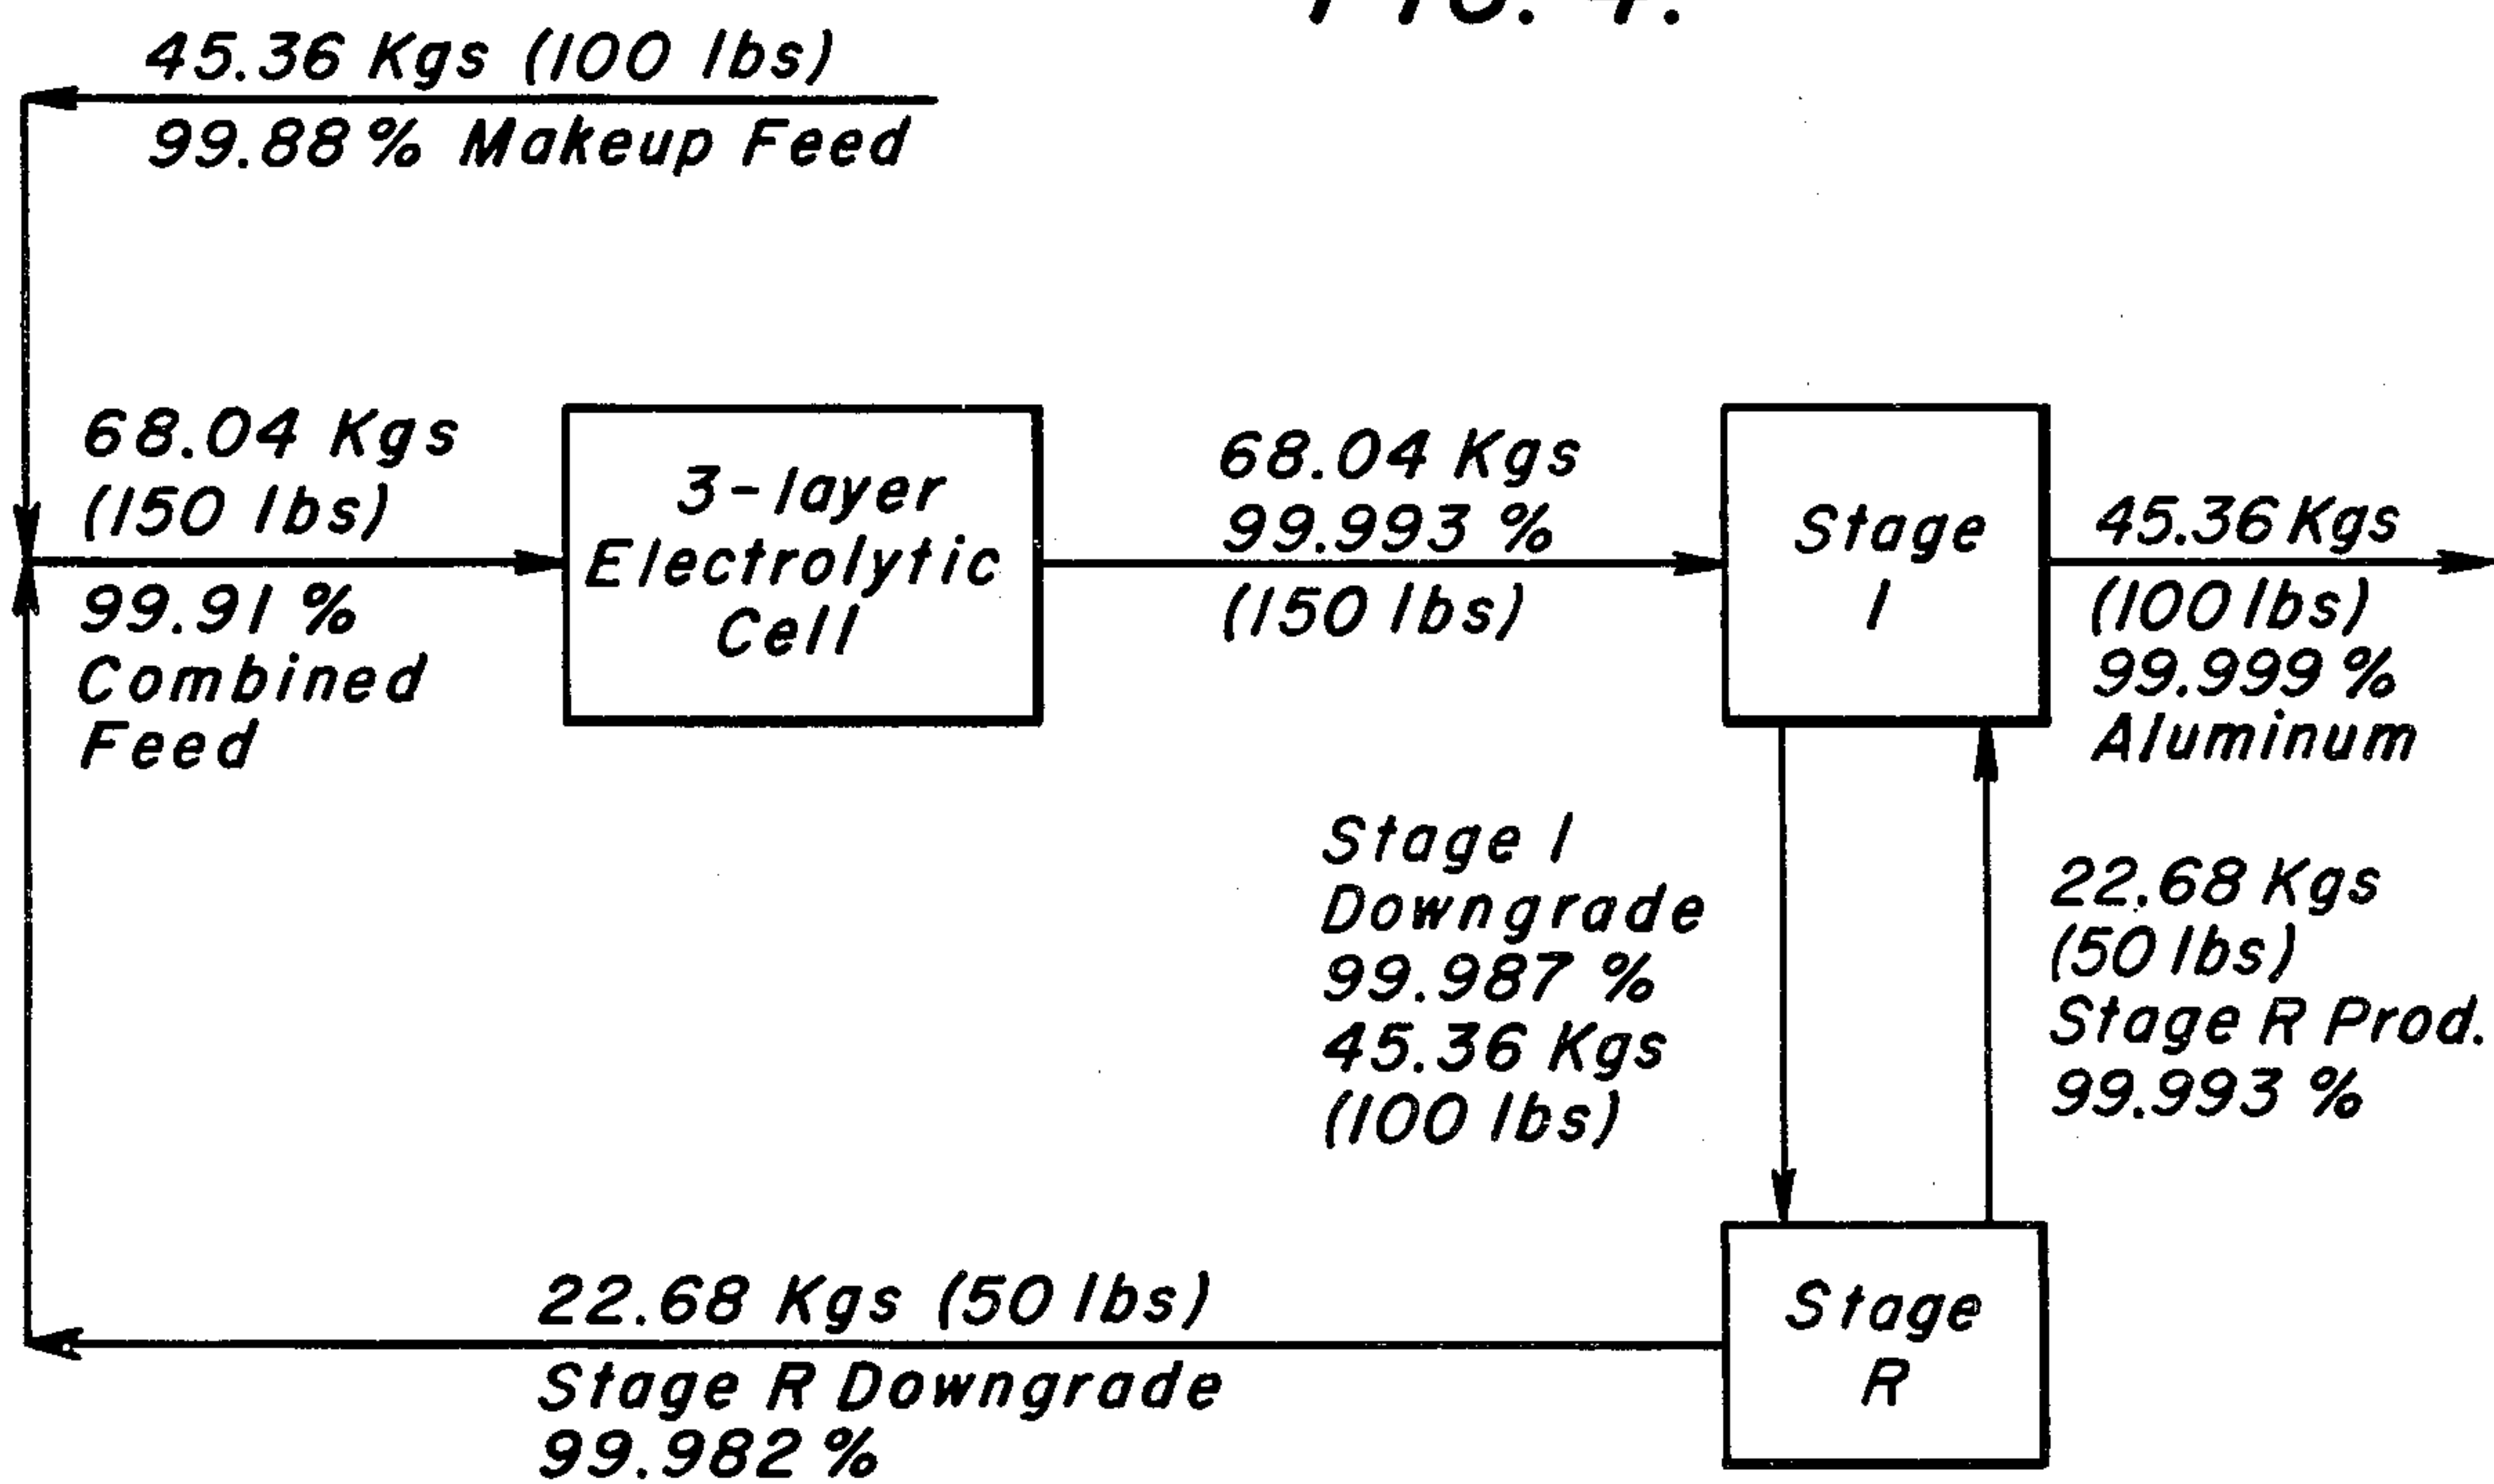 FIG. 4.
45.36 Kgs (100 lbs)
99.88% Makeup Feed
68.04 Kgs
(150 lbs)
99.91 %
Combined
Feed
3-layer
Electrolytic
Cell
68.04 Kgs
99.993 %
(150 lbs)
Stage
I
45.36 Kgs
(100 lbs)
99.999 %
Aluminum
Stage I
Downgrade
99.987 %
45.36 Kgs
(100 lbs)
22.68 Kgs
(50 lbs)
Stage R Prod.
99.993 %
22.68 Kgs (50 lbs)
Stage R Downgrade
99.982 %
Stage
R